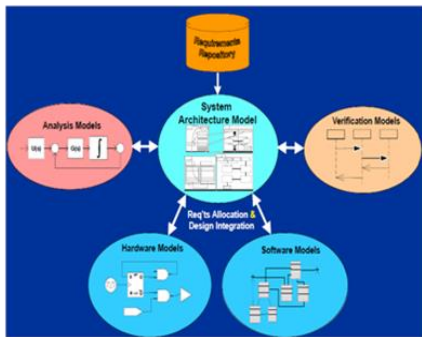 Requirements
Repository
System
Architecture Model
Analysis Models
Verification Models
U(s)
G(s)
Req'ts Allocation &
Design Integration
Hardware Models
Software Models